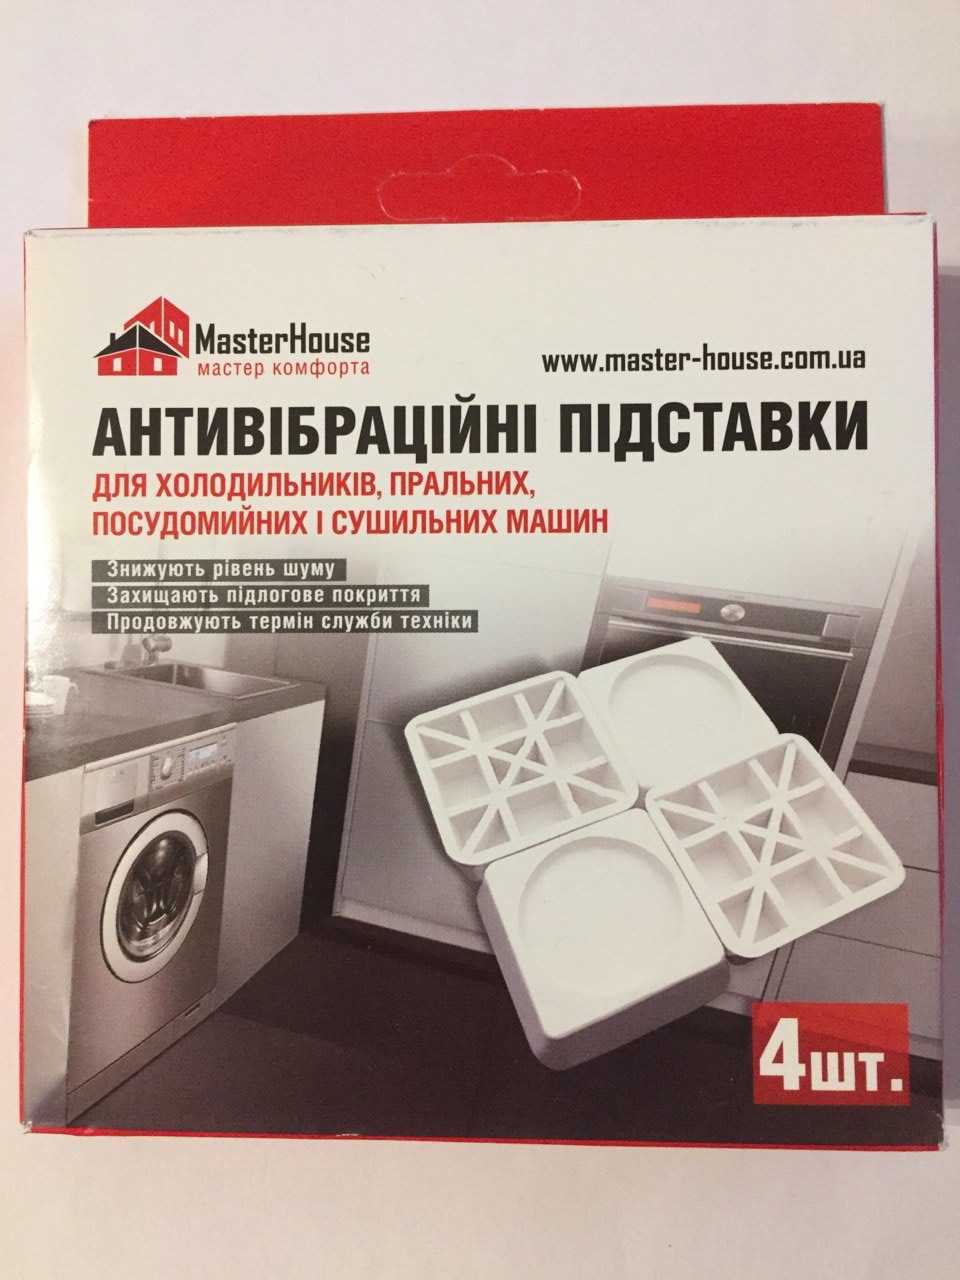 MasterHouse
мастер комфорта
www.master-house.com.ua
АНТИВІБРАЦІЙНІ ПІДСТАВКИ
ДЛЯ ХОЛОДИЛЬНИКІВ, ПРАЛЬНИХ,
ПОСУДОМИЙНИХ І СУШИЛЬНИХ МАШИН
Знижують рівень шуму
Захищають підлогове покриття
Продовжують термін служби техніки
4шт.